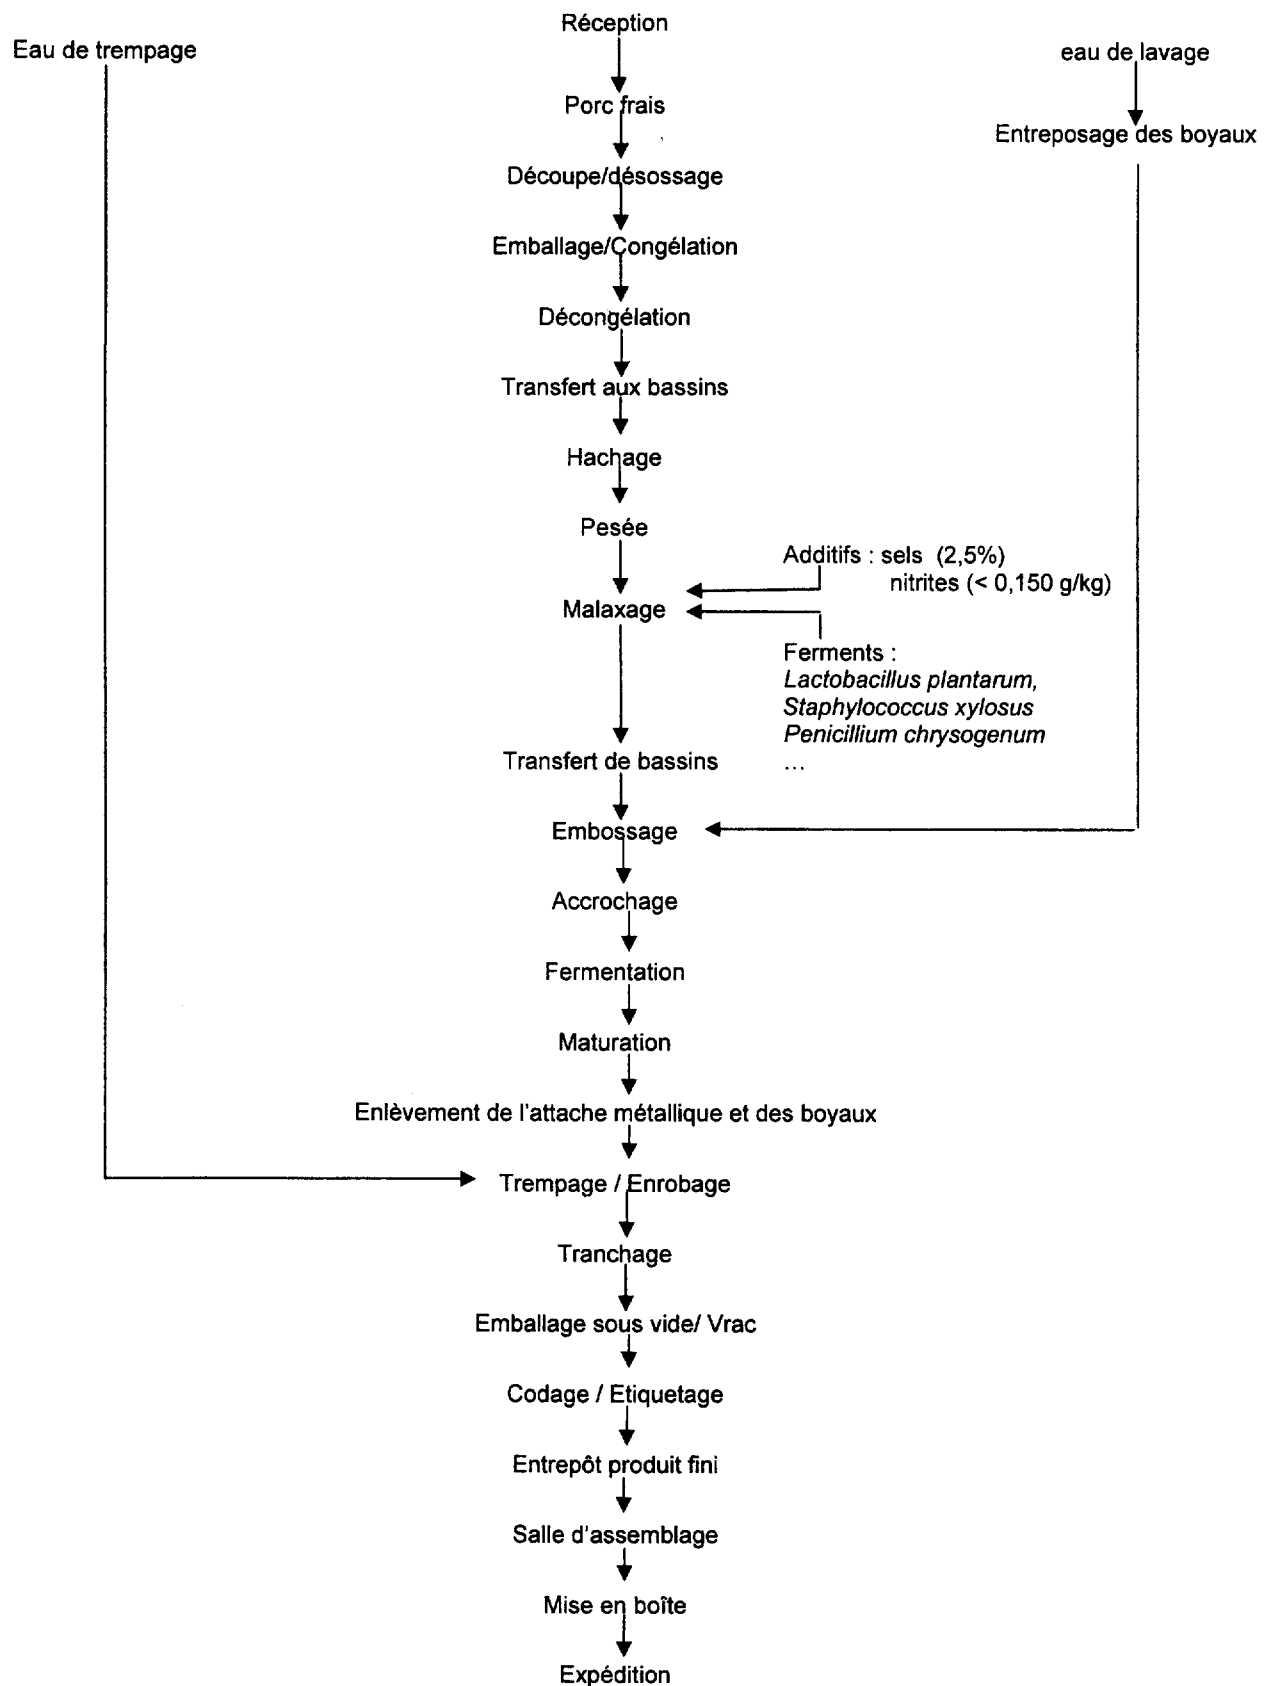 Réception
Eau de trempage
eau de lavage
Porc frais
Entreposage des boyaux
Découpe/désossage
Emballage/Congélation
Décongélation
Transfert aux bassins
Hachage
Pesée
Additifs : sels (2,5%)
nitrites (< 0,150 g/kg)
Malaxage
Ferments :
Lactobacillus plantarum,
Staphylococcus xylosus
Penicillium chrysogenum
...
Transfert de bassins
Embossage
Accrochage
Fermentation
Maturation
Enlèvement de l'attache métallique et des boyaux
Trempage / Enrobage
Tranchage
Emballage sous vide/ Vrac
Codage / Etiquetage
Entrepôt produit fini
Salle d'assemblage
Mise en boîte
Expédition